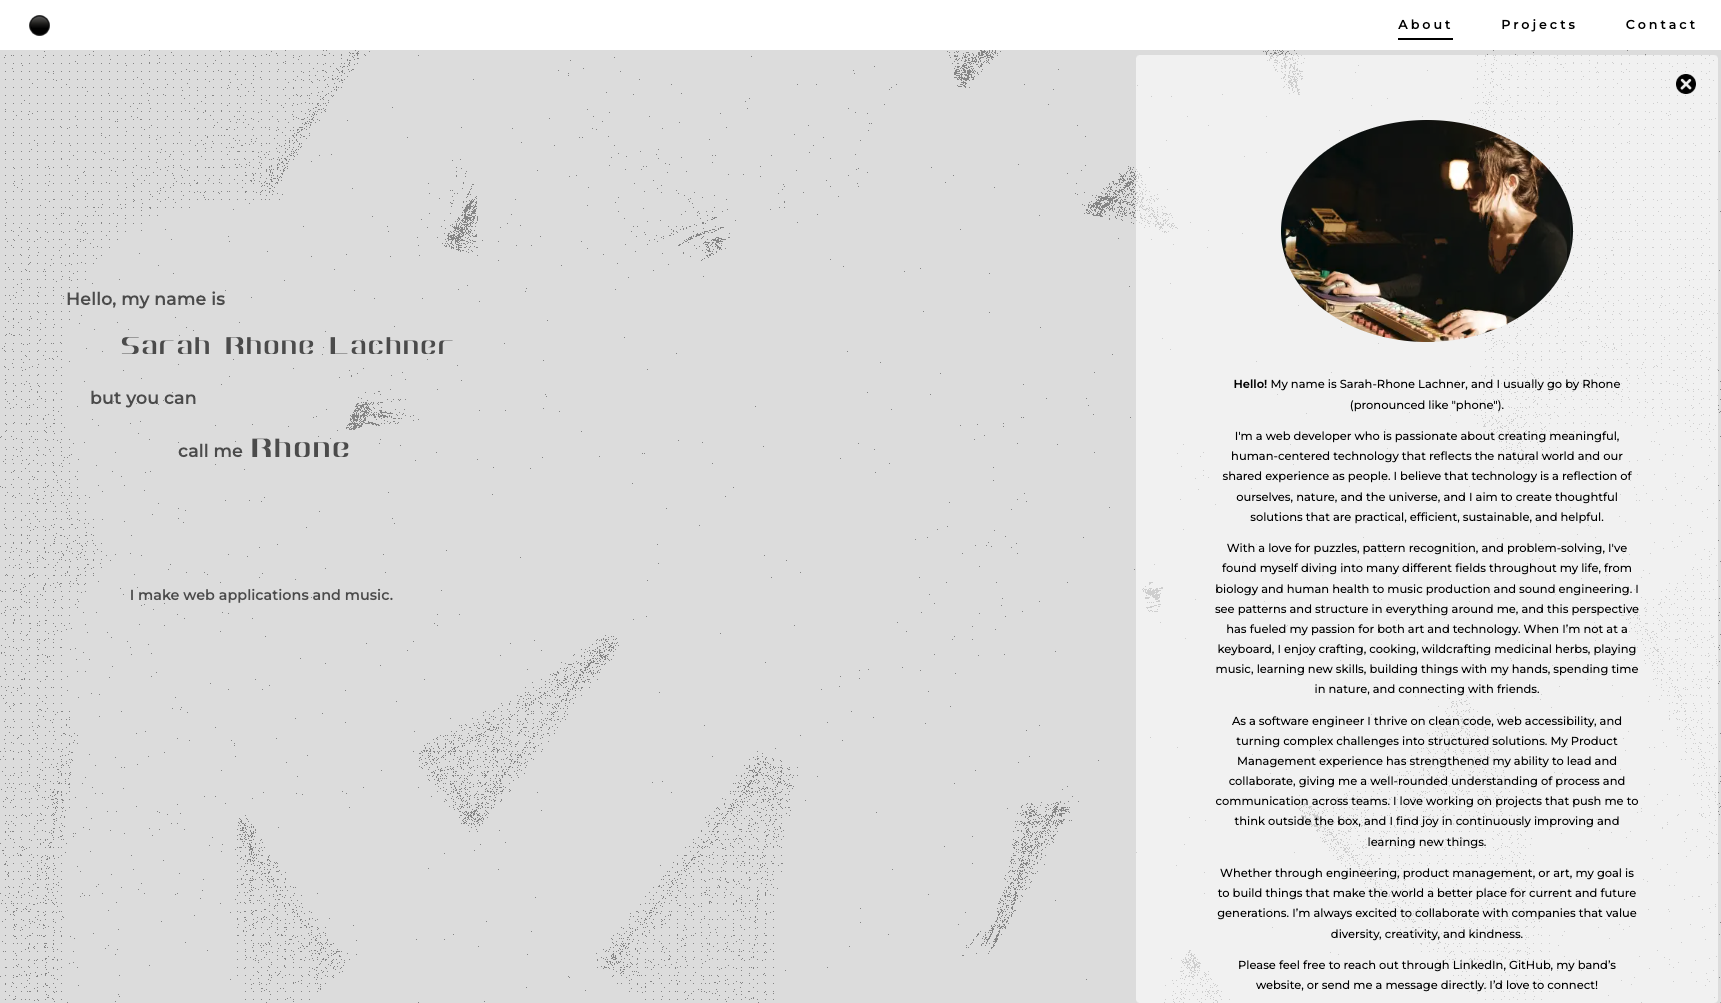 About
Projects
Contact
Hello, my name is
Sarah Rhone Lachner
but you can
call me Rhone
I make web applications and music.
Hello! My name is Sarah-Rhone Lachner, and I usually go by Rhone
(pronounced like "phone").
I'm a web developer who is passionate about creating meaningful,
human-centered technology that reflects the natural world and our
shared experience as people. I believe that technology is a reflection of
ourselves, nature, and the universe, and I aim to create thoughtful
solutions that are practical, efficient, sustainable, and helpful.
With a love for puzzles, pattern recognition, and problem-solving, I've
found myself diving into many different fields throughout my life, from
biology and human health to music production and sound engineering. I
see patterns and structure in everything around me, and this perspective
has fueled my passion for both art and technology. When I’m not at a
keyboard, I enjoy crafting, cooking, wildcrafting medicinal herbs, playing
music, learning new skills, building things with my hands, spending time
in nature, and connecting with friends.
As a software engineer I thrive on clean code, web accessibility, and
turning complex challenges into structured solutions. My Product
Management experience has strengthened my ability to lead and
collaborate, giving me a well-rounded understanding of process and
communication across teams. I love working on projects that push me to
think outside the box, and I find joy in continuously improving and
learning new things.
Whether through engineering, product management, or art, my goal is
to build things that make the world a better place for current and future
generations. I’m always excited to collaborate with companies that value
diversity, creativity, and kindness.
Please feel free to reach out through LinkedIn, GitHub, my band’s
website, or send me a message directly. I’d love to connect!